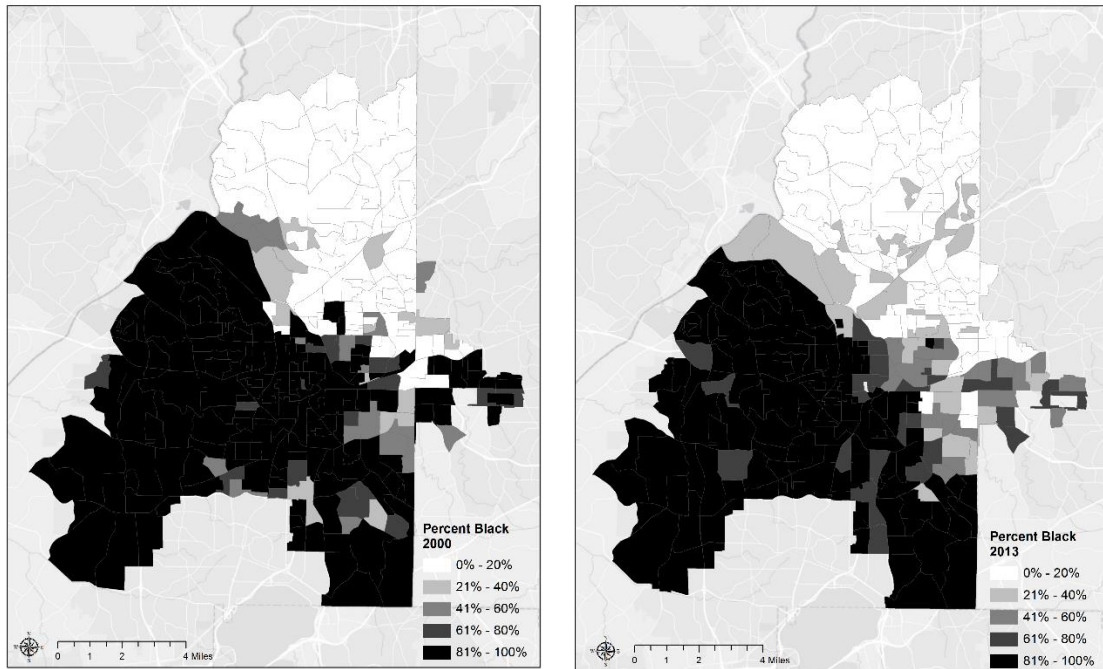 Percent Black
2000
0% - 20%
21% - 40%
41% - 60%
61% - 80%
81% - 100%
0 1 2 4 Miles
Percent Black
2013
0% - 20%
21% - 40%
41% - 60%
61% - 80%
81% - 100%
0 1 2 4 Miles